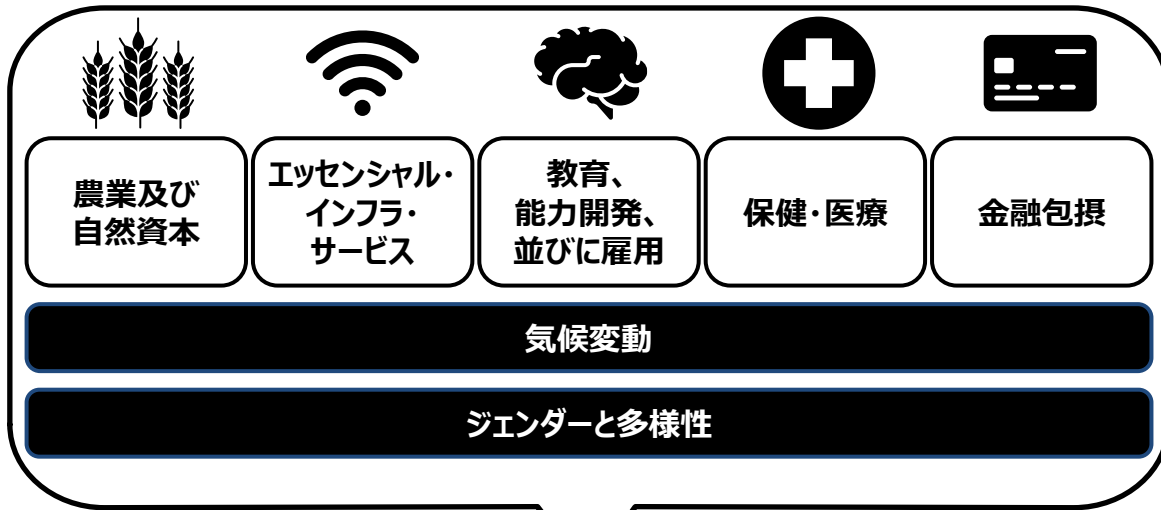 農業及び
自然資本
エッセンシャル・
インフラ・
サービス
教育、
能力開発、
並びに雇用
保健・医療
金融包摂
気候変動
ジェンダーと多様性